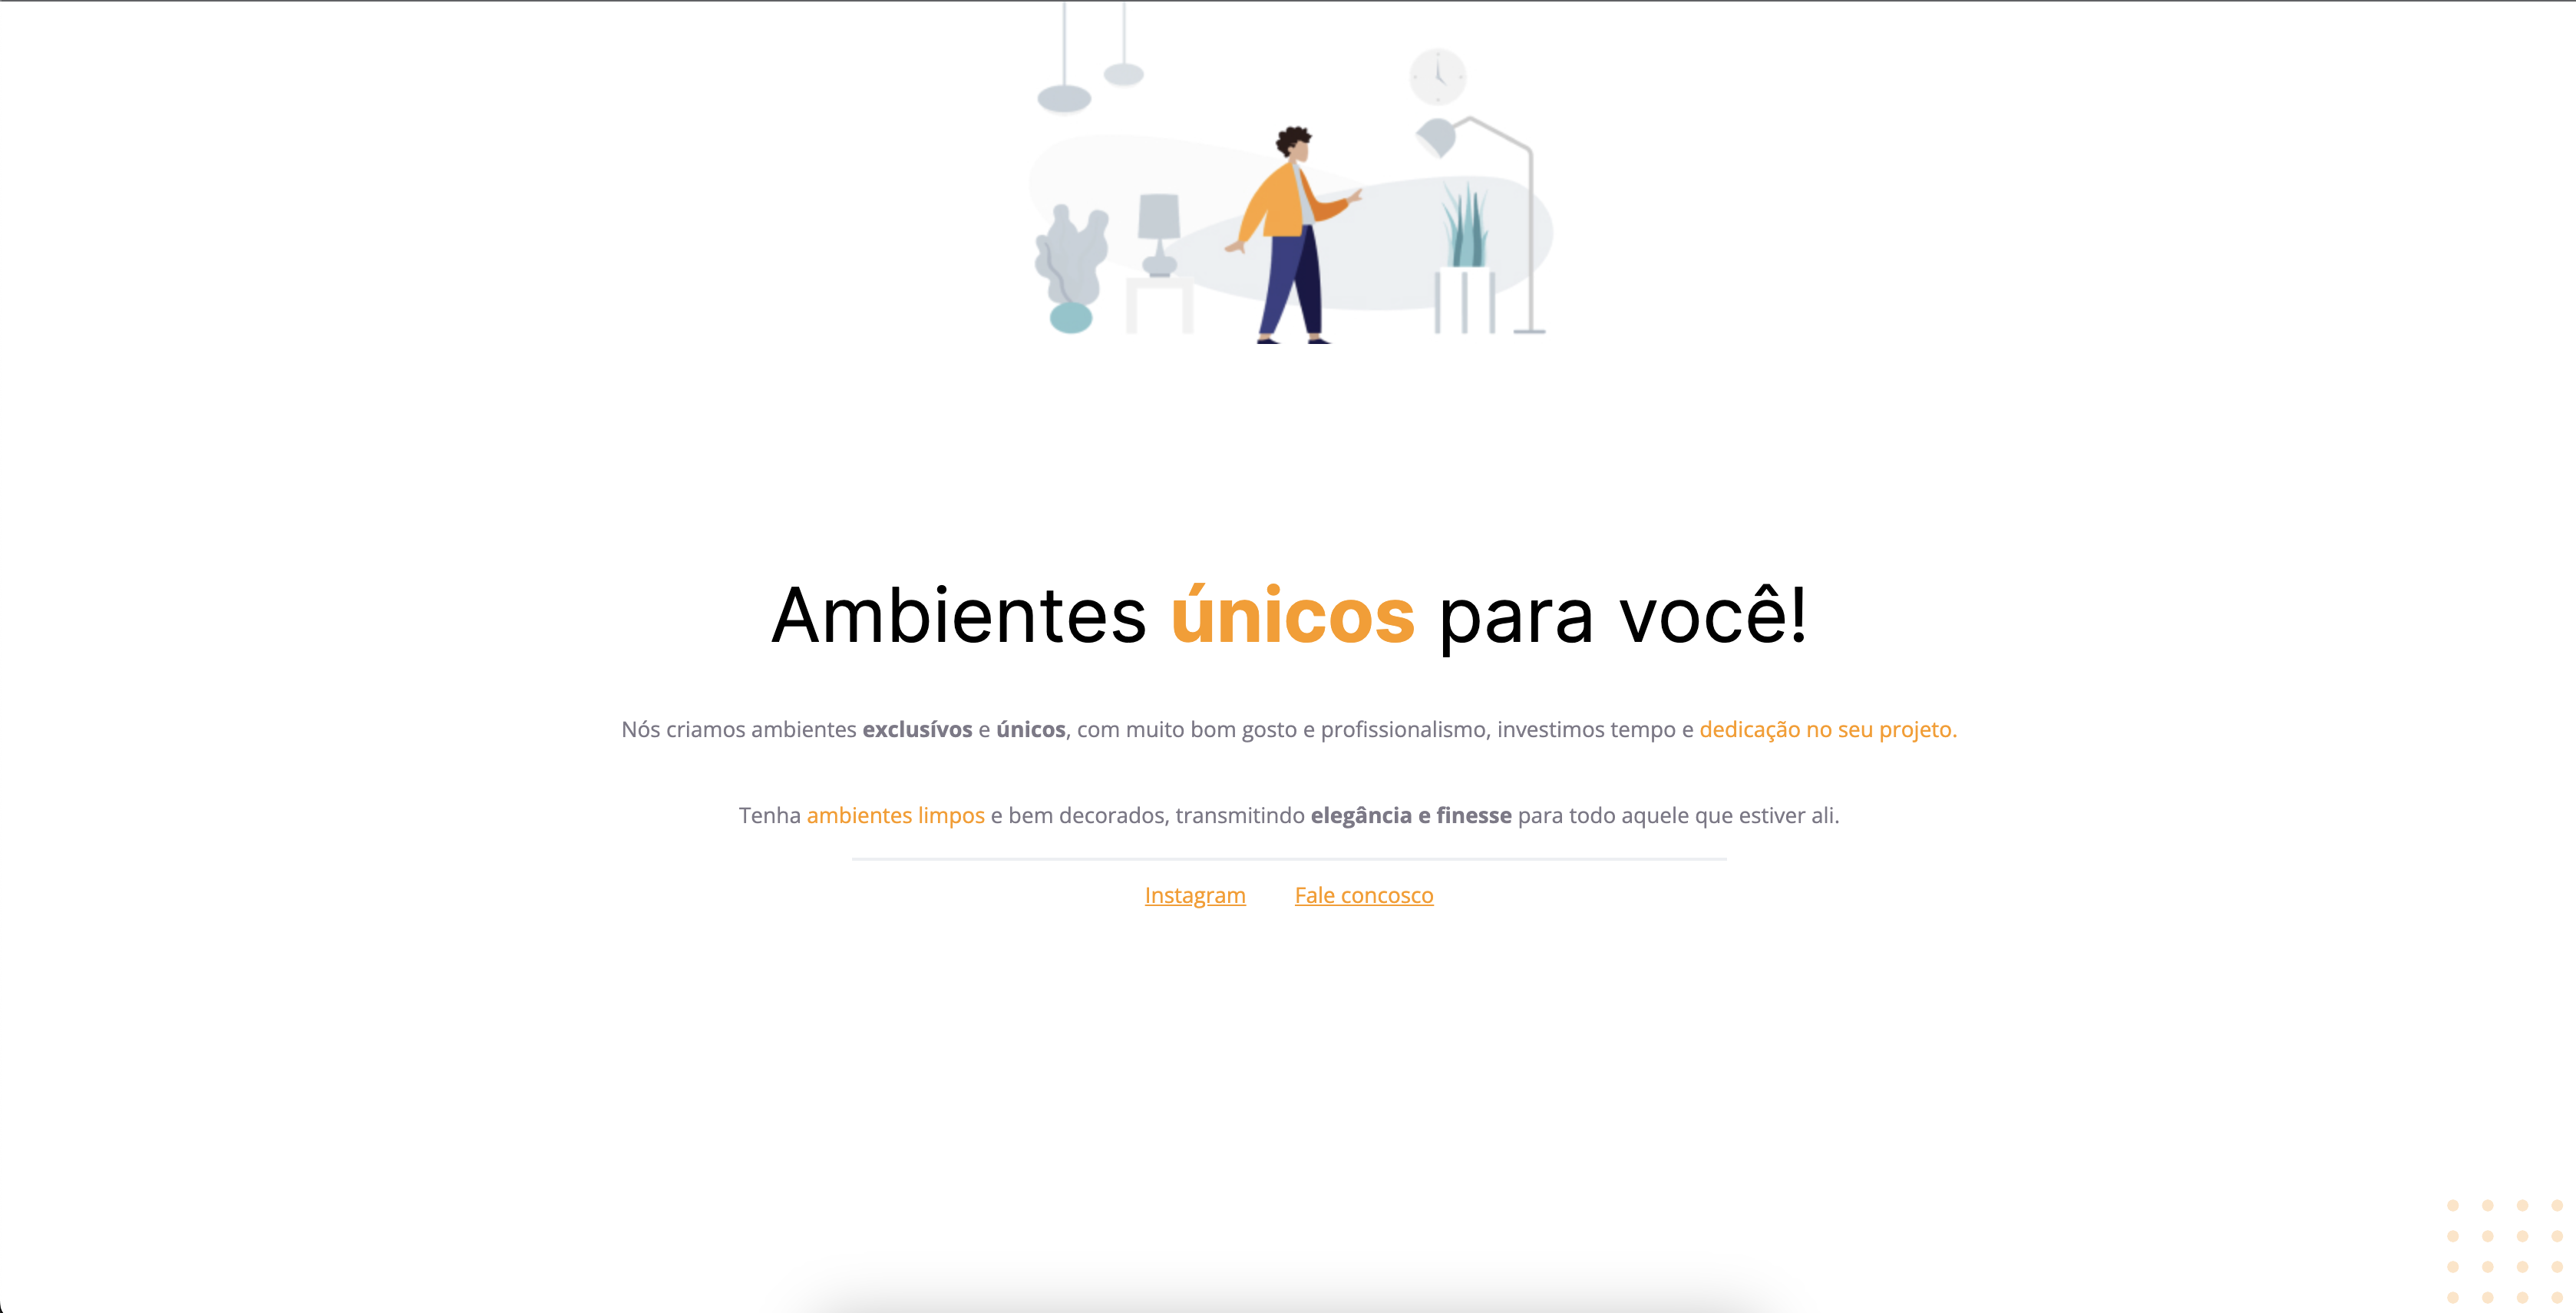 Ambientes únicos para você!
Nós criamos ambientes exclusívos e únicos, com muito bom gosto e profissionalismo, investimos tempo e dedicação no seu projeto.
Tenha ambientes limpos e bem decorados, transmitindo elegância e finesse para todo aquele que estiver ali.
Instagram Fale concosco